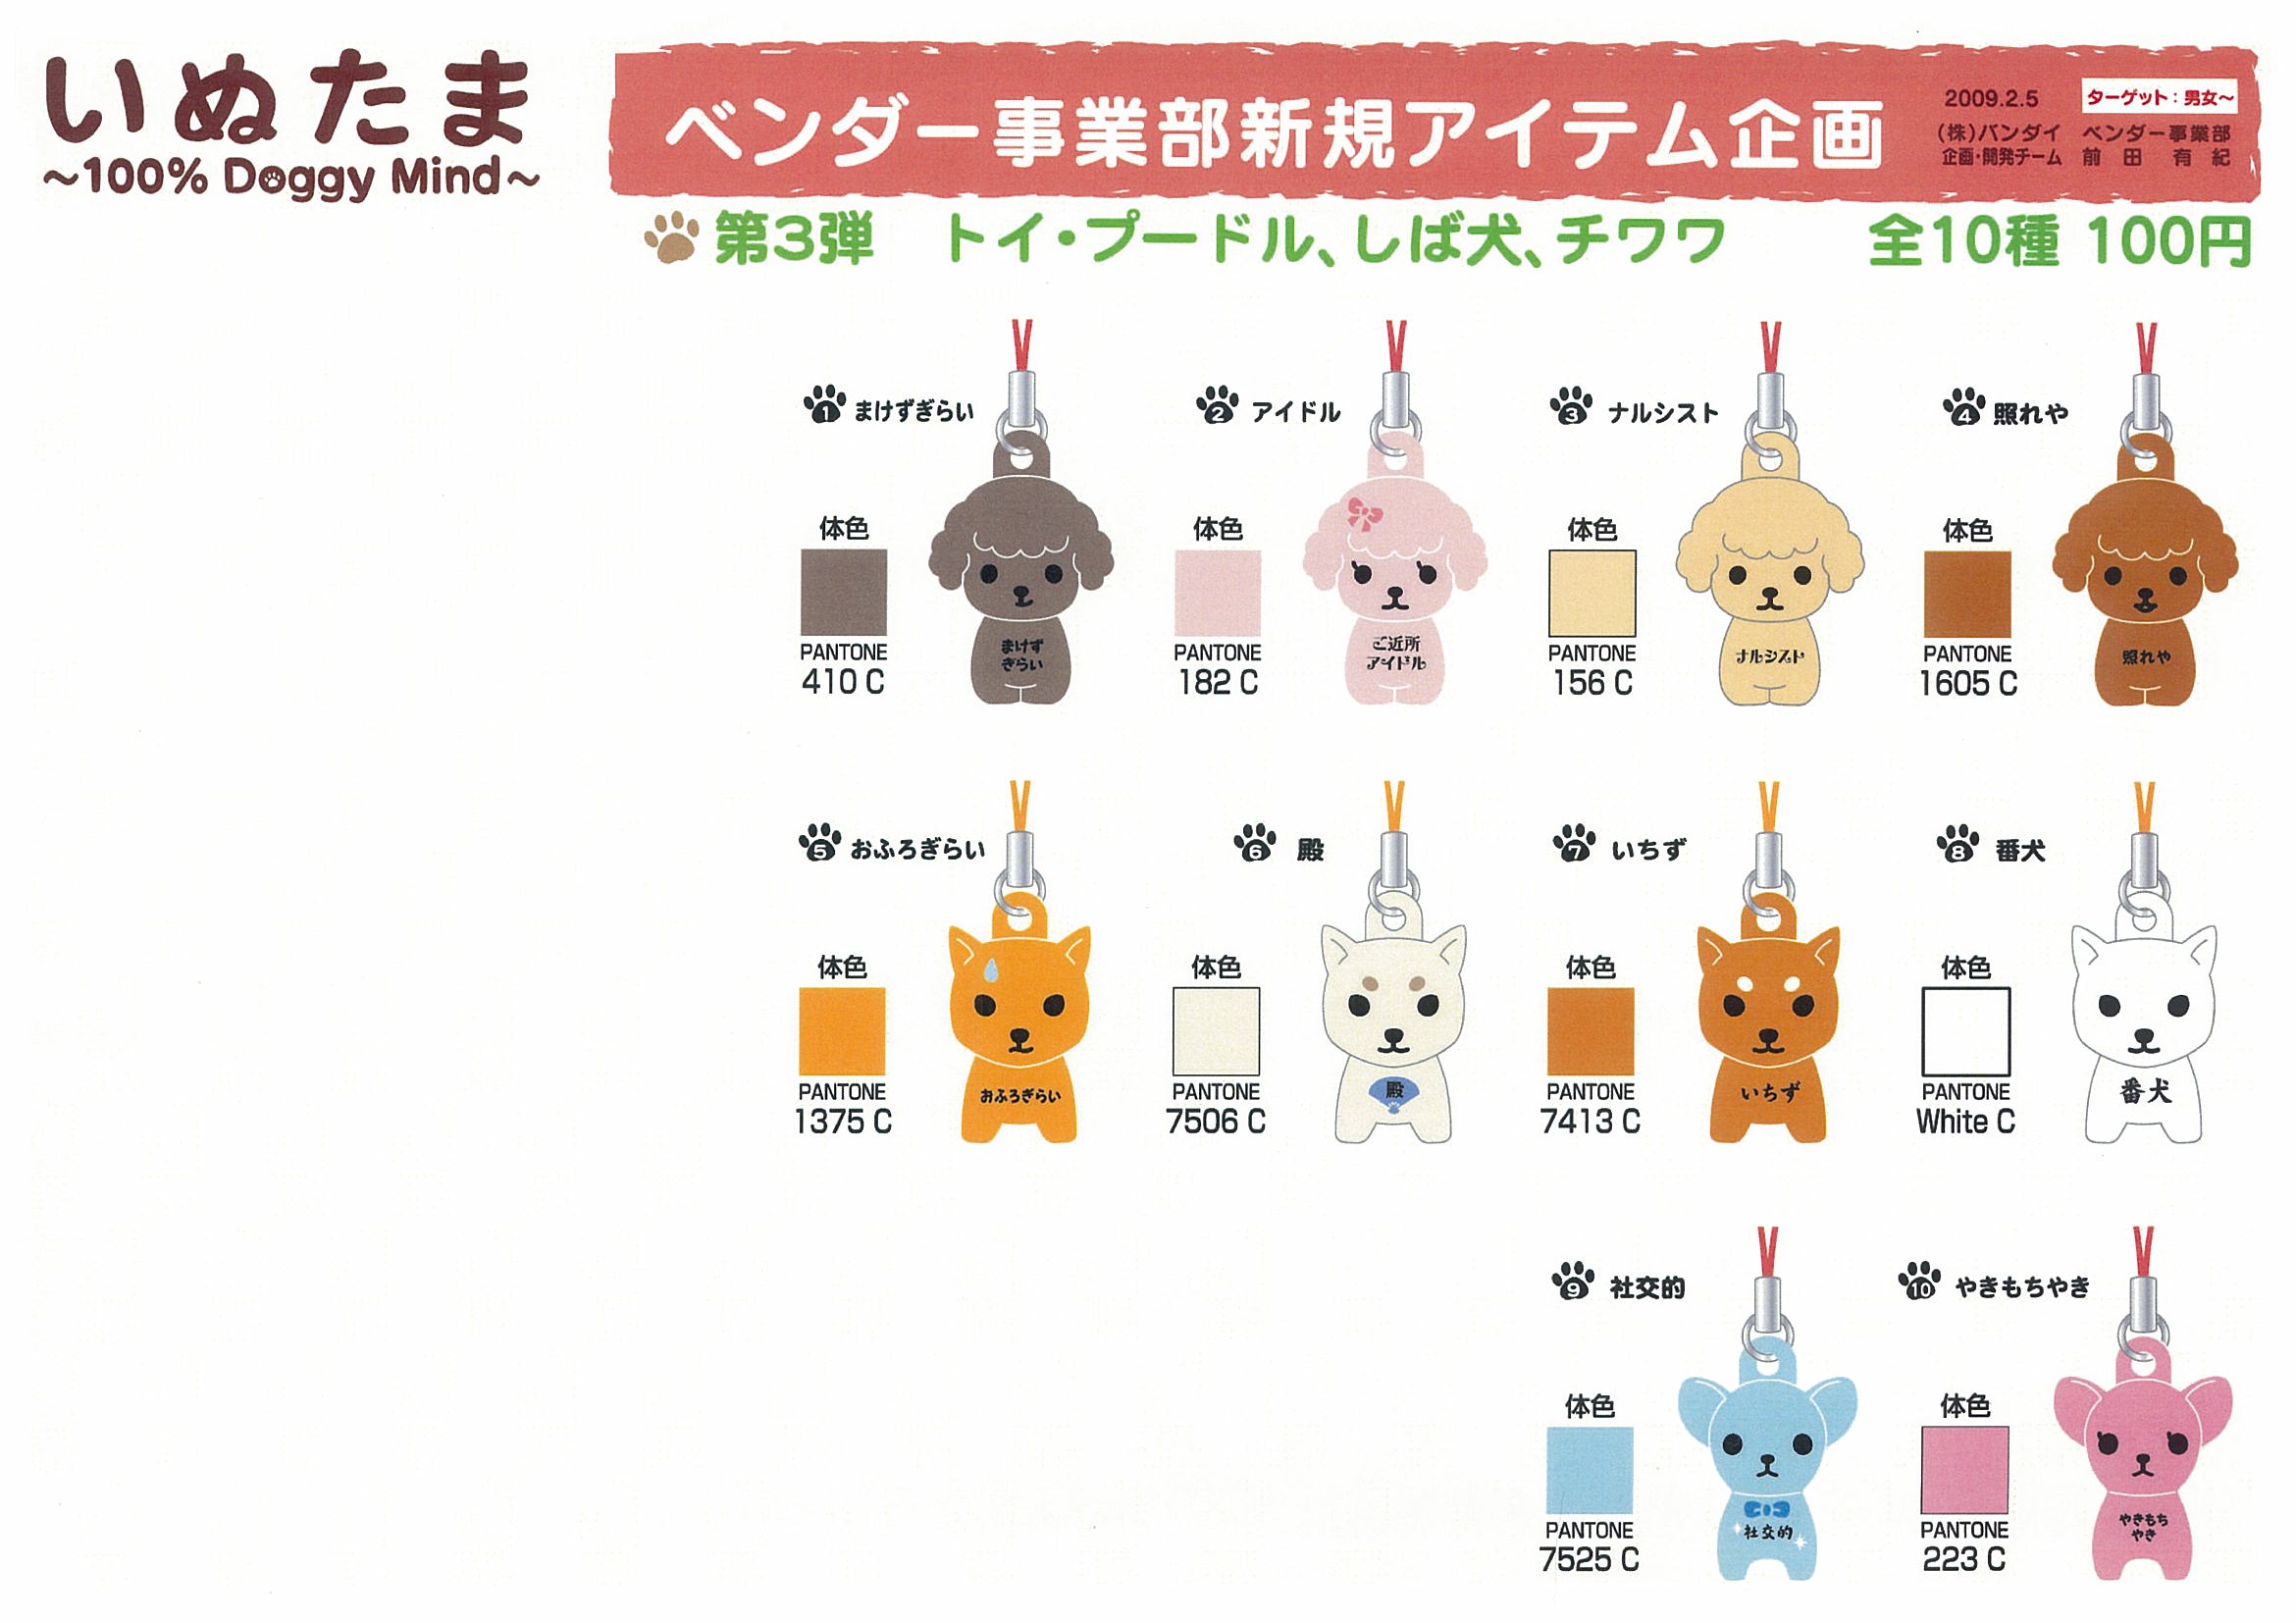 いぬたま
～100% Doggy Mind～
ベンダー事業部新規アイテム企画
2009.2.5
ターゲット：男女～
(株)バンダイ ベンダー事業部
企画・開発チーム 前田 有紀
第3弾 トイ・プードル、しば犬、チワワ 全10種 100円
1 まけずぎらい
体色
PANTONE
410 C
まけず
ぎらい
2 アイドル
体色
PANTONE
182 C
ご近所
アイドル
3 ナルシスト
体色
PANTONE
156 C
ナルシスト
4 照れや
体色
PANTONE
1605 C
照れや
5 おふろぎらい
体色
PANTONE
1375 C
おふろぎらい
6 殿
体色
PANTONE
7506 C
殿
7 いちず
体色
PANTONE
7413 C
いちず
8 番犬
体色
PANTONE
White C
番犬
9 社交的
体色
PANTONE
7525 C
社交的
10 やきもちやき
体色
PANTONE
223 C
やきもち
やき